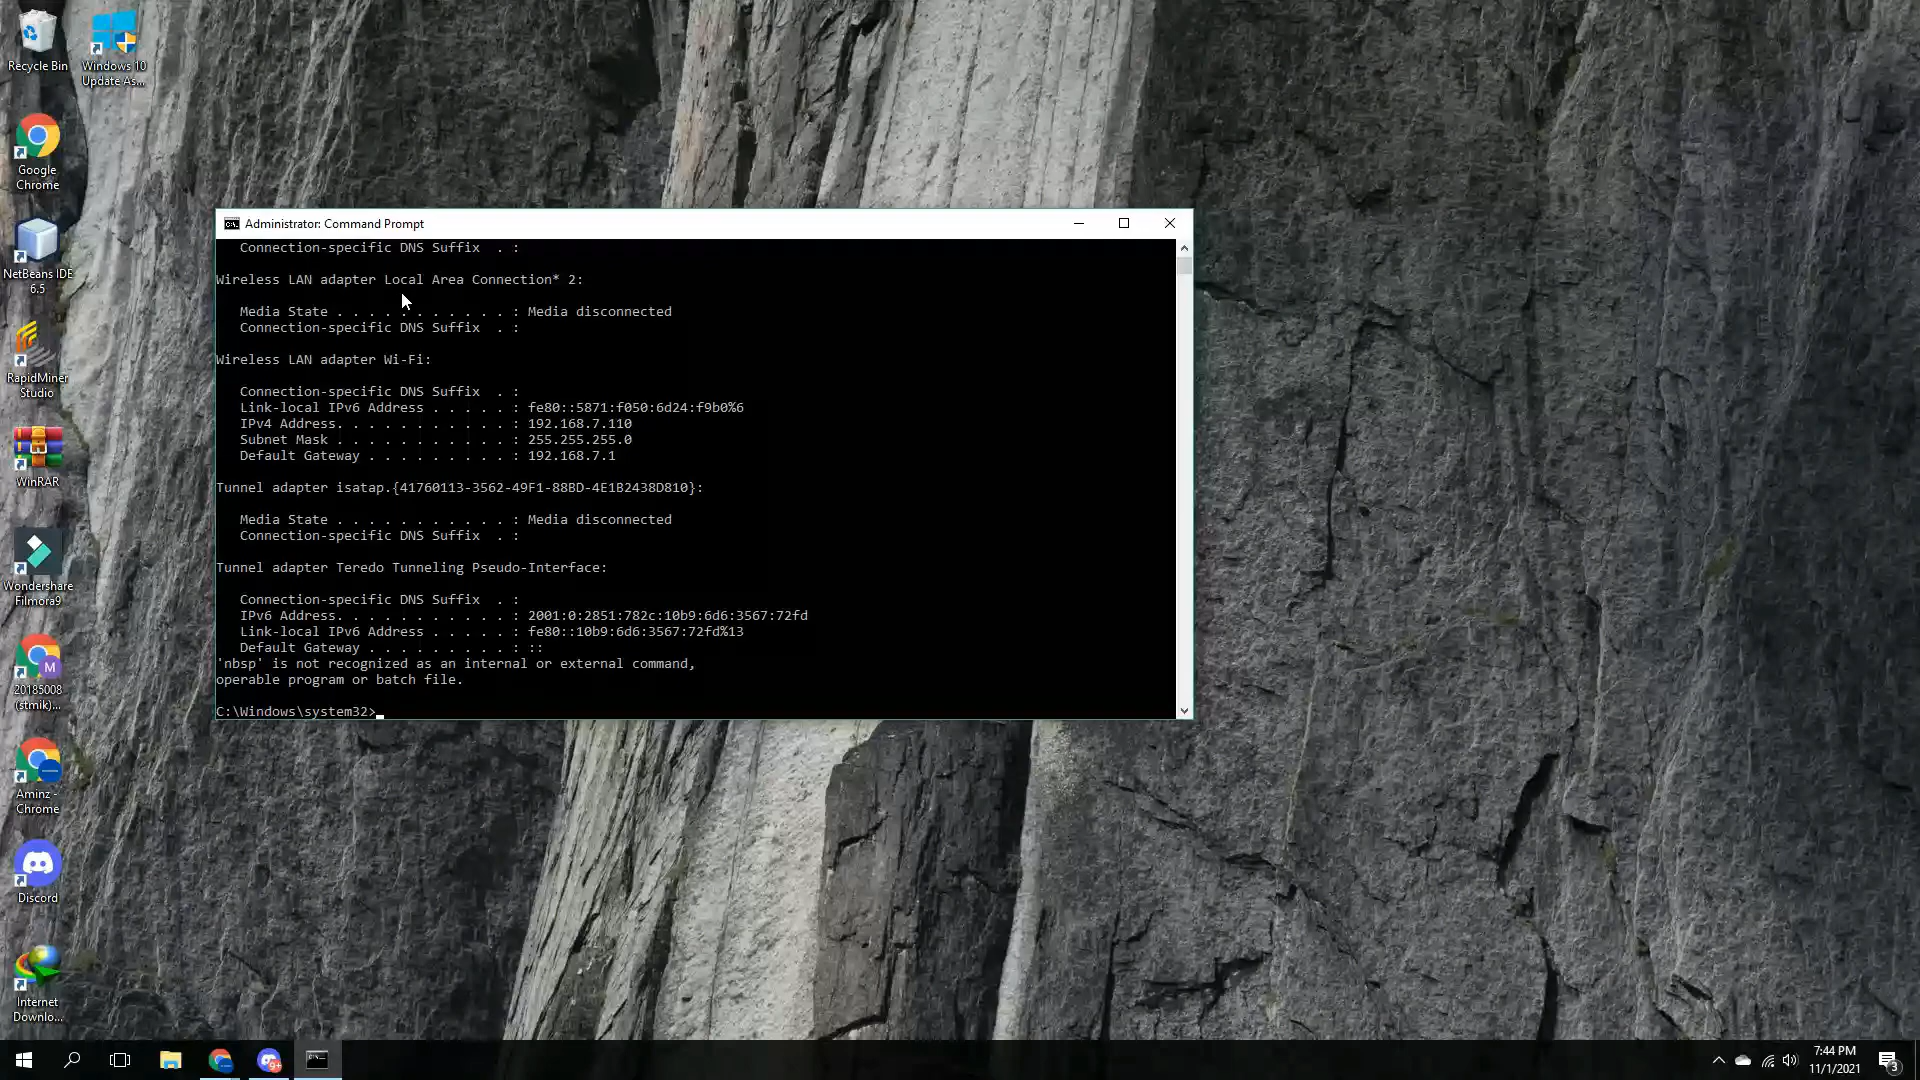 Recycle Bin
Windows 10
Update As...
Google
Chrome
NetBeans IDE
6.5
RapidMiner
Studio
WinRAR
Wondershare
Filmora9
M
20185008
(stmik)...
Aminz -
Chrome
Discord
Internet
Downlo...
C:\.
Administrator: Command Prompt
Connection-specific DNS Suffix  . :
Wireless LAN adapter Local Area Connection* 2:
Media State . . . . . . . . . . . : Media disconnected
Connection-specific DNS Suffix  . :
Wireless LAN adapter Wi-Fi:
Connection-specific DNS Suffix  . :
Link-local IPv6 Address . . . . . : fe80::5871:f050:6d24:f9b0%6
IPv4 Address. . . . . . . . . . . : 192.168.7.110
Subnet Mask . . . . . . . . . . . : 255.255.255.0
Default Gateway . . . . . . . . . : 192.168.7.1
Tunnel adapter isatap.{41760113-3562-49F1-88BD-4E1B2438D810}:
Media State . . . . . . . . . . . : Media disconnected
Connection-specific DNS Suffix  . :
Tunnel adapter Teredo Tunneling Pseudo-Interface:
Connection-specific DNS Suffix  . :
IPv6 Address. . . . . . . . . . . : 2001:0:2851:782c:10b9:6d6:3567:72fd
Link-local IPv6 Address . . . . . : fe80::10b9:6d6:3567:72fd%13
Default Gateway . . . . . . . . . : ::
'nbsp' is not recognized as an internal or external command,
operable program or batch file.
C:\Windows\system32>
9+
7:44 PM
11/1/2021
3